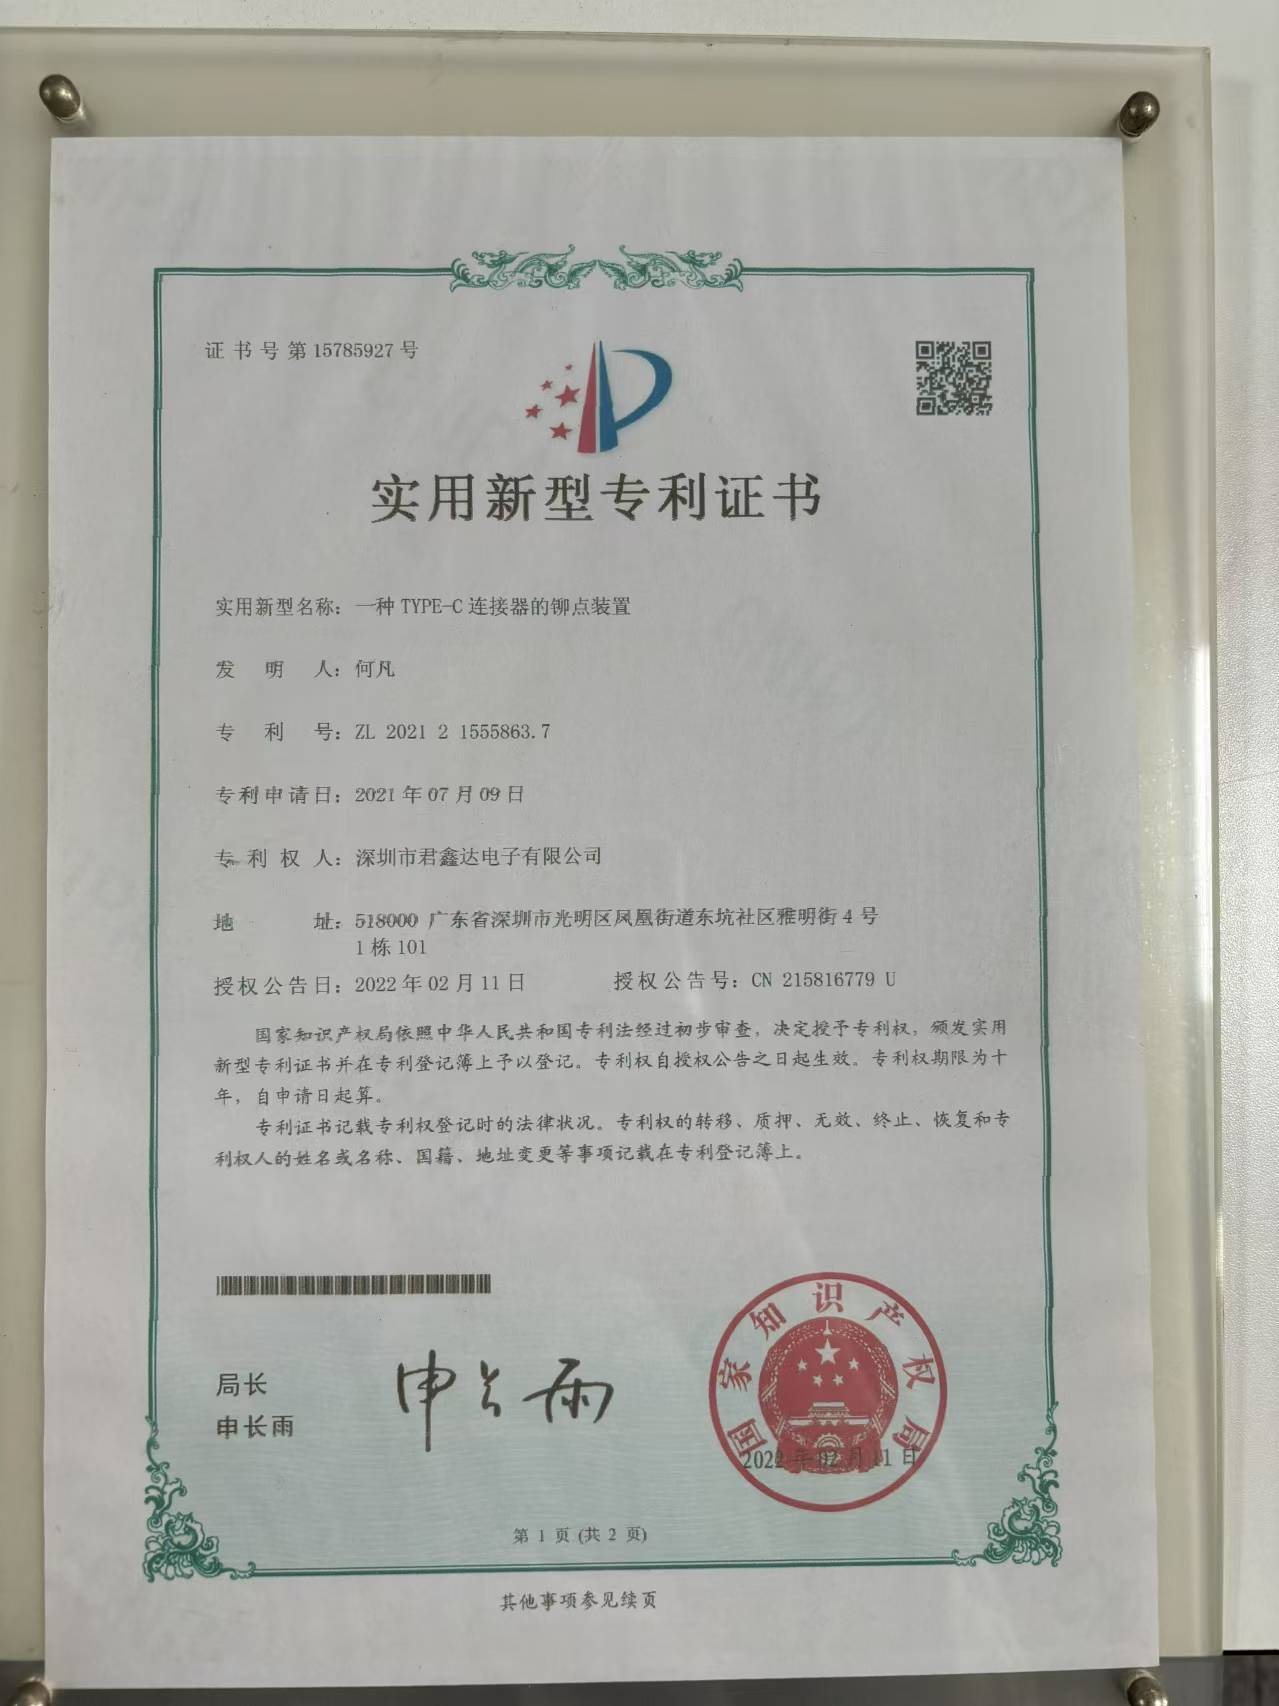 证书号第15785927号
实用新型专利证书
实用新型名称：一种 TYPE-C 连接器的铆点装置
发明人：何凡
专利号：ZL 2021 2 1555863.7
专利申请日：2021年07月09日
专利权人：深圳市君鑫达电子有限公司
地址：518000 广东省深圳市光明区凤凰街道东坑社区雅明街4号
1栋101
授权公告日：2022年02月11日 授权公告号：CN 215816779 U
国家知识产权局依照中华人民共和国专利法经过初步审查，决定授予专利权，颁发实用
新型专利证书并在专利登记簿上予以登记。专利权自授权公告之日起生效。专利权期限为十
年，自申请日起算。
专利证书记载专利权登记时的法律状况。专利权的转移、质押、无效、终止、恢复和专
利权人的姓名或名称、国籍、地址变更等事项记载在专利登记簿上。
局长
申长雨
申长雨
国家知识产权局
2022年02月11日
第 1 页 (共 2 页)
其他事项参见续页